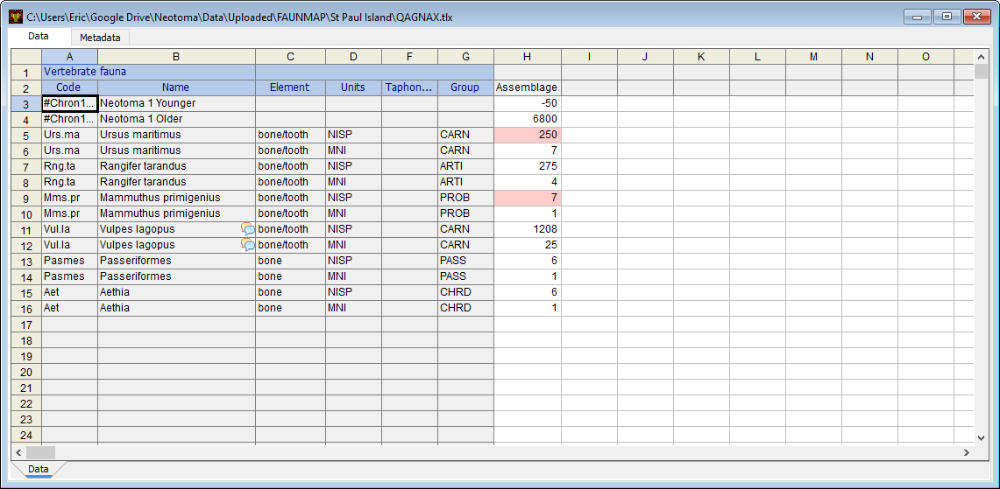 C:\Users\Eric\Google Drive\Neotoma\Data\Uploaded\FAUNMAP\St Paul Island\QAGNAX.tlx
Data Metadata
A B C D F G H I J K L M N O
1 Vertebrate fauna
2 Code Name Element Units Taphon... Group Assemblage
3 #Chron1... Neotoma 1 Younger -50
4 #Chron1... Neotoma 1 Older 6800
5 Urs.ma Ursus maritimus bone/tooth NISP CARN 250
6 Urs.ma Ursus maritimus bone/tooth MNI CARN 7
7 Rng.ta Rangifer tarandus bone/tooth NISP ARTI 275
8 Rng.ta Rangifer tarandus bone/tooth MNI ARTI 4
9 Mms.pr Mammuthus primigenius bone/tooth NISP PROB 7
10 Mms.pr Mammuthus primigenius bone/tooth MNI PROB 1
11 Vul.la Vulpes lagopus bone/tooth NISP CARN 1208
12 Vul.la Vulpes lagopus bone/tooth MNI CARN 25
13 Pasmes Passeriformes bone NISP PASS 6
14 Pasmes Passeriformes bone MNI PASS 1
15 Aet Aethia bone NISP CHRD 6
16 Aet Aethia bone MNI CHRD 1
17
18
19
20
21
22
23
24
Data